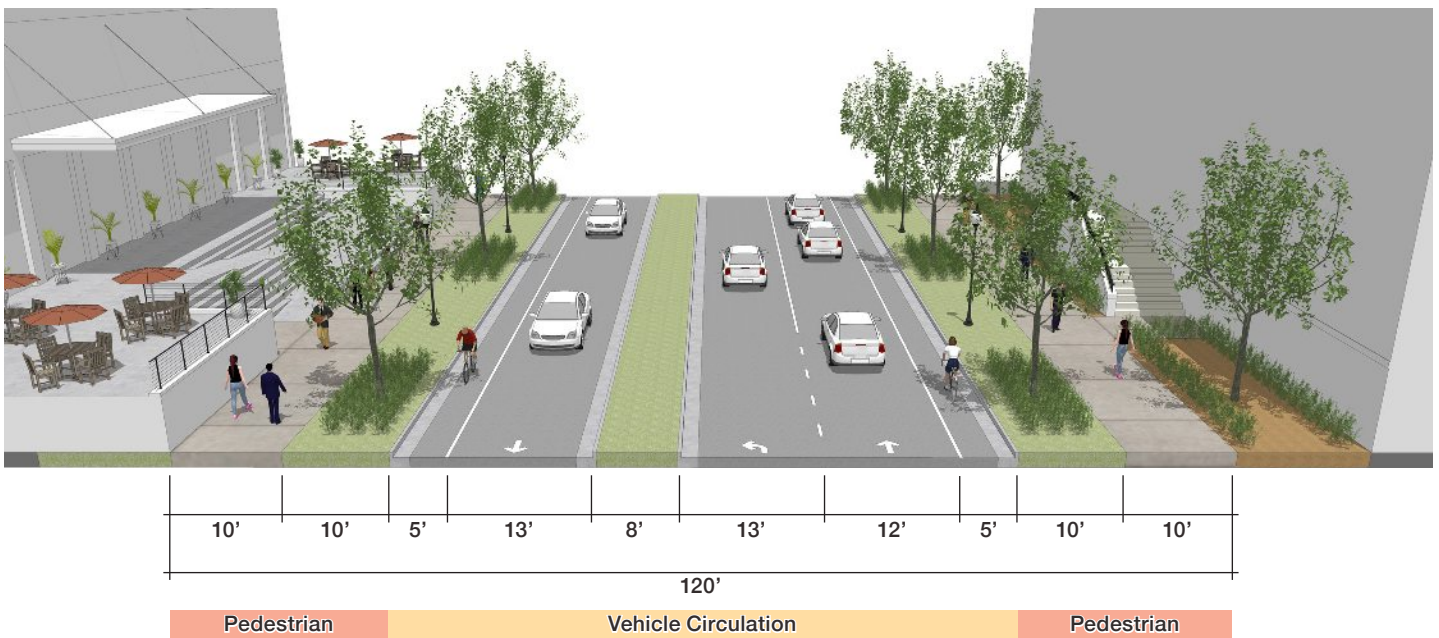 10’ 10’ 5’ 13’ 8’ 13’ 12’ 5’ 10’ 10’
120’
Pedestrian Vehicle Circulation Pedestrian